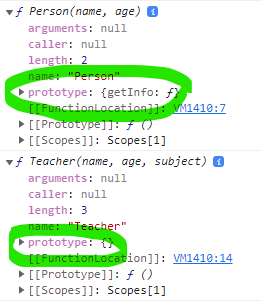 ▾ ƒ Person(name, age) i
arguments: null
caller: null
length: 2
name: "Person"
▸ prototype: {getInfo: ƒ}
[[FunctionLocation]]: VM1410:7
▸ [[Prototype]]: ƒ ()
▸ [[Scopes]]: Scopes[1]
▾ ƒ Teacher(name, age, subject) i
arguments: null
caller: null
length: 3
name: "Teacher"
▸ prototype: {}
[[FunctionLocation]]: VM1410:14
▸ [[Prototype]]: ƒ ()
▸ [[Scopes]]: Scopes[1]